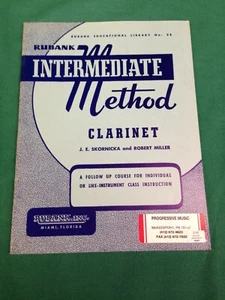 RUBANK EDUCATIONAL LIBRARY No.
RUBANK
INTERMEDIATE
Method
CLARINET
J. E. SKORNICKA and ROBERT MILLER
A FOLLOW UP COURSE FOR INDIVIDUAL
OR LIKE-INSTRUMENT CLASS INSTRUCTION
RUBANK, INC.
MIAMI, FLORIDA
PROGRESSIVE MUSIC